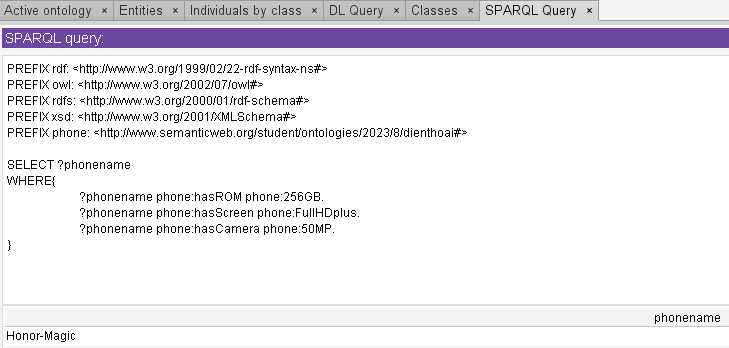 Active ontology × Entities × Individuals by class × DL Query × Classes × SPARQL Query ×
SPARQL query:
PREFIX rdf: <http://www.w3.org/1999/02/22-rdf-syntax-ns#>
PREFIX owl: <http://www.w3.org/2002/07/owl#>
PREFIX rdfs: <http://www.w3.org/2000/01/rdf-schema#>
PREFIX xsd: <http://www.w3.org/2001/XMLSchema#>
PREFIX phone: <http://www.semanticweb.org/student/ontologies/2023/8/dienthoai#>
SELECT ?phonename
WHERE{
?phonename phone:hasROM phone:256GB.
?phonename phone:hasScreen phone:FullHDplus.
?phonename phone:hasCamera phone:50MP.
}
phonename
Honor-Magic